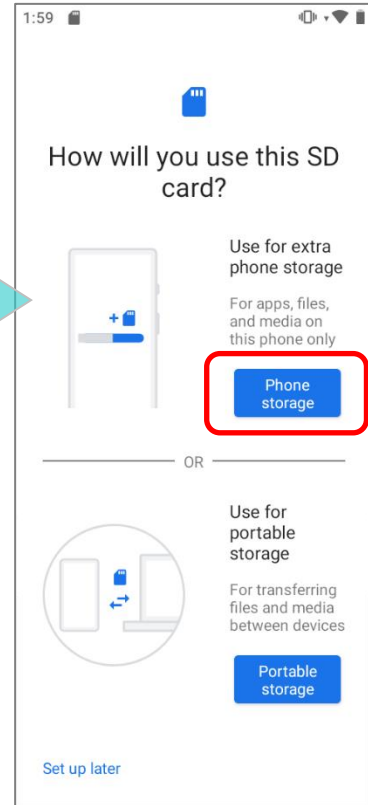 1:59
How will you use this SD
card?
Use for extra
phone storage
For apps, files,
and media on
this phone only
Phone
storage
OR
Use for
portable
storage
For transferring
files and media
between devices
Portable
storage
Set up later